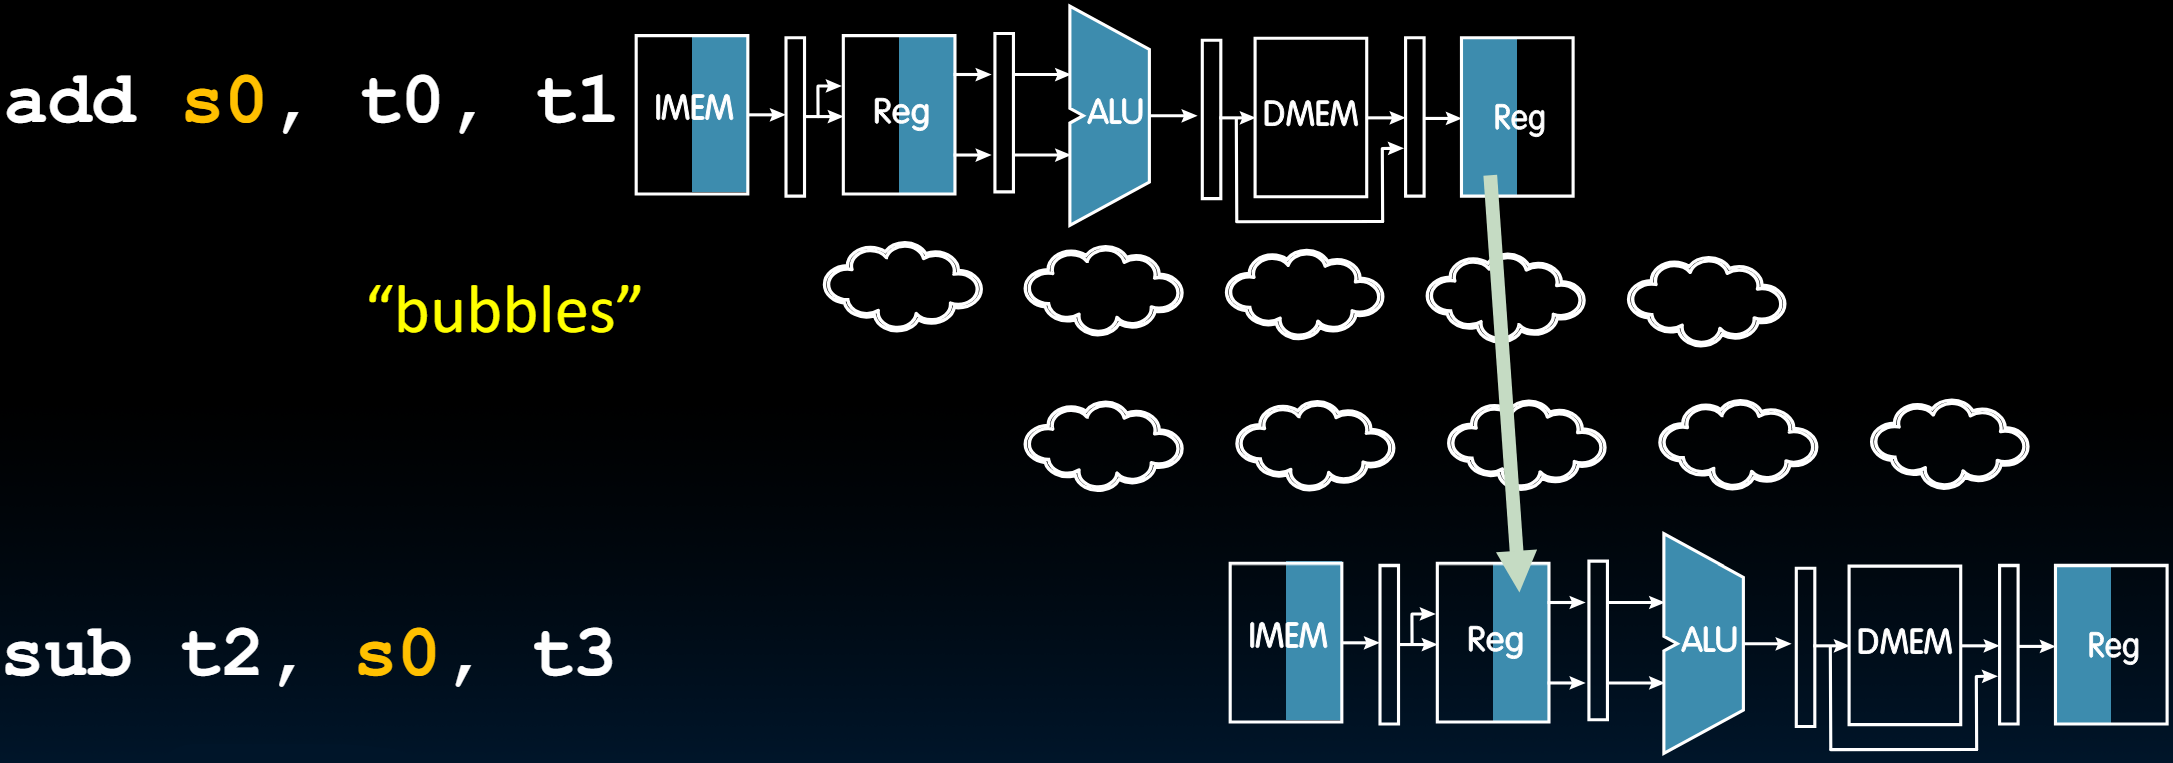 add s0, t0, t1
IMEM Reg ALU DMEM Reg
“bubbles”
sub t2, s0, t3
IMEM Reg ALU DMEM Reg